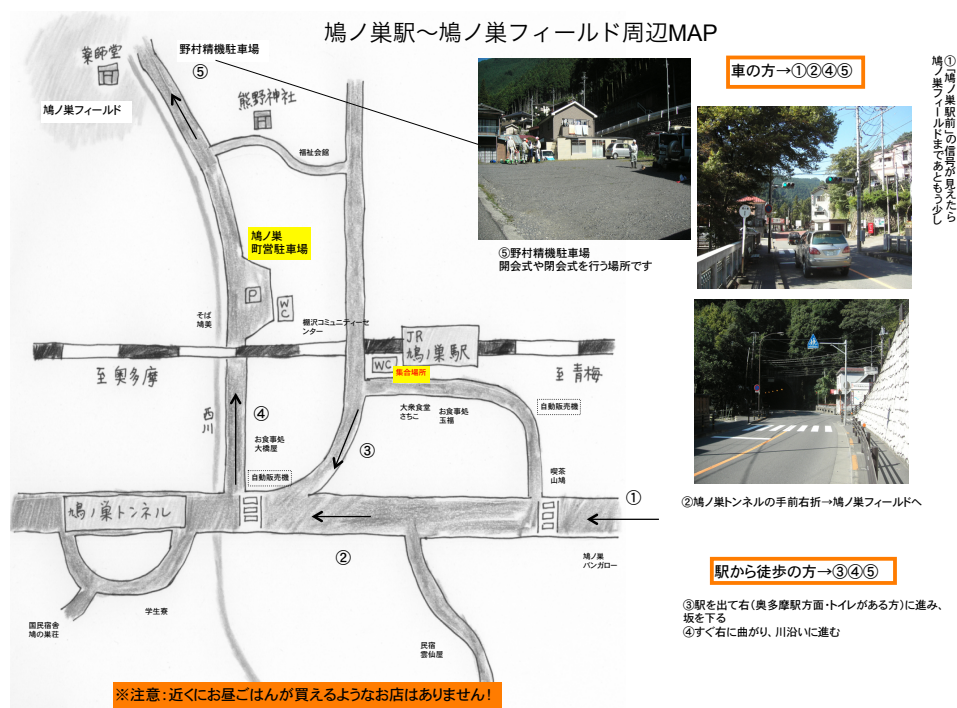 鳩ノ巣駅～鳩ノ巣フィールド周辺MAP
薬師堂
野村精機駐車場
⑤
鳩ノ巣フィールド
熊野神社
福祉会館
鳩ノ巣
町営駐車場
P
WC
そば
鳩美
棚沢コミュニティーセ
ンター
JR
鳩ノ巣駅
WC
集合場所
至奥多摩
至青梅
西川
④
お食事処
大橋屋
自動販売機
③
大衆食堂
さちこ
お食事処
玉福
自動販売機
喫茶
山鳩
①
鳩ノ巣トンネル
②
鳩ノ巣
バンガロー
学生寮
国民宿舎
鳩の巣荘
民宿
雲仙屋
※注意：近くにお昼ごはんが買えるようなお店はありません！
⑤野村精機駐車場
開会式や閉会式を行う場所です
車の方→①②④⑤
①「鳩ノ巣駅前」の信号が見えたら
鳩ノ巣フィールドまであともう少し
②鳩ノ巣トンネルの手前右折→鳩ノ巣フィールドへ
駅から徒歩の方→③④⑤
③駅を出て右（奥多摩駅方面・トイレがある方）に進み、
坂を下る
④すぐ右に曲がり、川沿いに進む